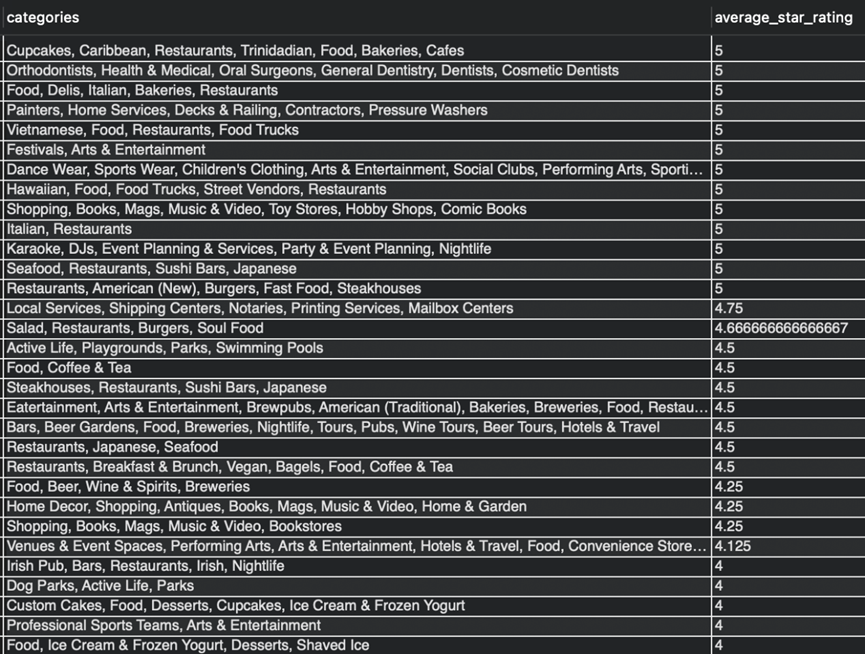 categories average_star_rating
Cupcakes, Caribbean, Restaurants, Trinidadian, Food, Bakeries, Cafes 5
Orthodontists, Health & Medical, Oral Surgeons, General Dentistry, Dentists, Cosmetic Dentists 5
Food, Delis, Italian, Bakeries, Restaurants 5
Painters, Home Services, Decks & Railing, Contractors, Pressure Washers 5
Vietnamese, Food, Restaurants, Food Trucks 5
Festivals, Arts & Entertainment 5
Dance Wear, Sports Wear, Children's Clothing, Arts & Entertainment, Social Clubs, Performing Arts, Sporti... 5
Hawaiian, Food, Food Trucks, Street Vendors, Restaurants 5
Shopping, Books, Mags, Music & Video, Toy Stores, Hobby Shops, Comic Books 5
Italian, Restaurants 5
Karaoke, DJs, Event Planning & Services, Party & Event Planning, Nightlife 5
Seafood, Restaurants, Sushi Bars, Japanese 5
Restaurants, American (New), Burgers, Fast Food, Steakhouses 5
Local Services, Shipping Centers, Notaries, Printing Services, Mailbox Centers 4.75
Salad, Restaurants, Burgers, Soul Food 4.666666666666667
Active Life, Playgrounds, Parks, Swimming Pools 4.5
Food, Coffee & Tea 4.5
Steakhouses, Restaurants, Sushi Bars, Japanese 4.5
Eatertainment, Arts & Entertainment, Brewpubs, American (Traditional), Bakeries, Breweries, Food, Restau... 4.5
Bars, Beer Gardens, Food, Breweries, Nightlife, Tours, Pubs, Wine Tours, Beer Tours, Hotels & Travel 4.5
Restaurants, Japanese, Seafood 4.5
Restaurants, Breakfast & Brunch, Vegan, Bagels, Food, Coffee & Tea 4.5
Food, Beer, Wine & Spirits, Breweries 4.25
Home Decor, Shopping, Antiques, Books, Mags, Music & Video, Home & Garden 4.25
Shopping, Books, Mags, Music & Video, Bookstores 4.25
Venues & Event Spaces, Performing Arts, Arts & Entertainment, Hotels & Travel, Food, Convenience Store... 4.125
Irish Pub, Bars, Restaurants, Irish, Nightlife 4
Dog Parks, Active Life, Parks 4
Custom Cakes, Food, Desserts, Cupcakes, Ice Cream & Frozen Yogurt 4
Professional Sports Teams, Arts & Entertainment 4
Food, Ice Cream & Frozen Yogurt, Desserts, Shaved Ice 4